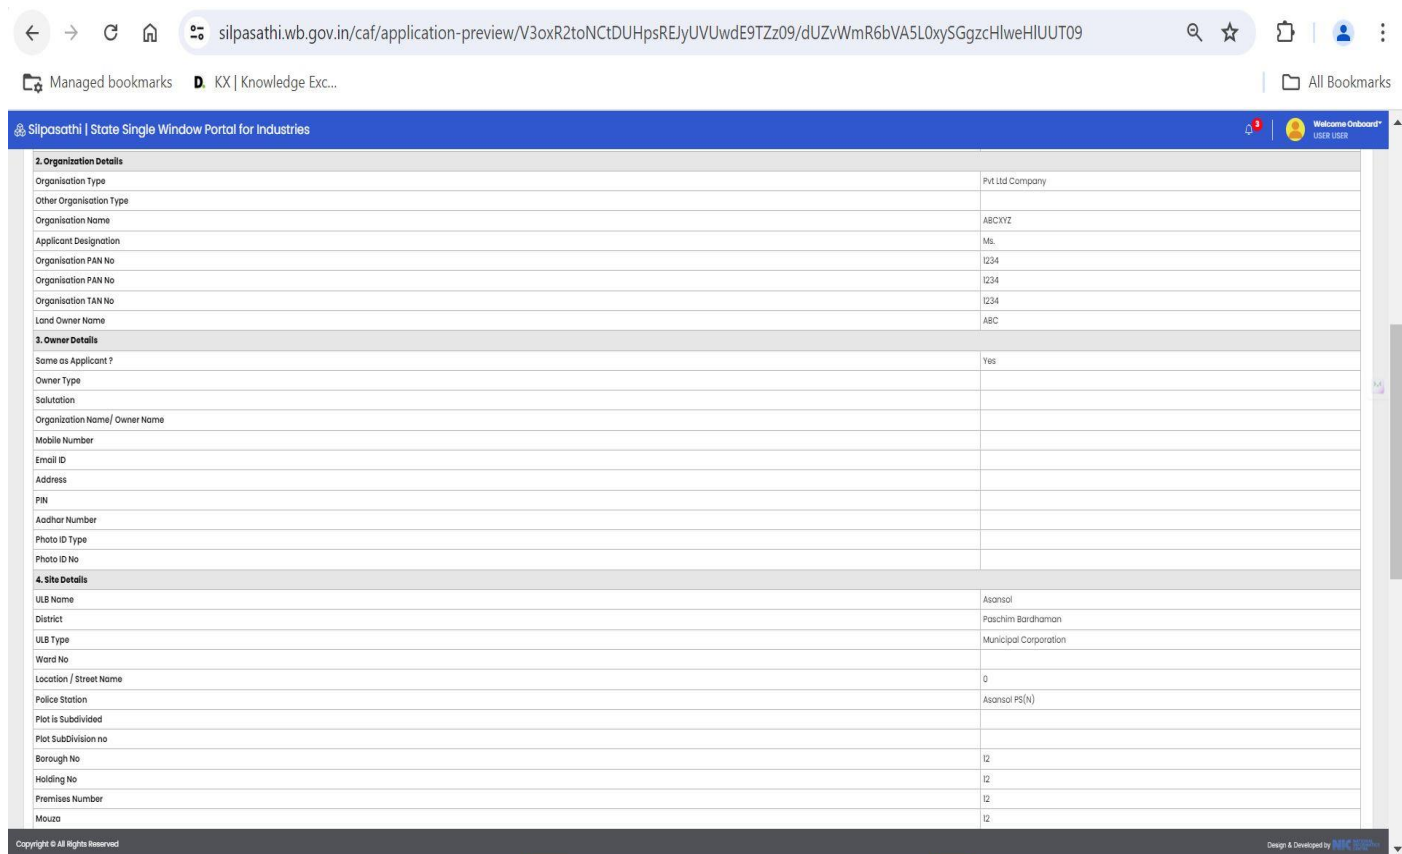 silpasathi.wb.gov.in/caf/application-preview/V3oxR2toNCtDUHpsREJyUVUwdE9TZz09/dUZvWmR6bVA5L0xySGgzcHlweHlUUT09
Managed bookmarks D. KX | Knowledge Exc... All Bookmarks
Silpasathi | State Single Window Portal for Industries 3 Welcome Onboard"
USER USER
2. Organization Details
Organisation Type Pvt Ltd Company
Other Organisation Type
Organisation Name ABCXYZ
Applicant Designation Ms.
Organisation PAN No 1234
Organisation PAN No 1234
Organisation TAN No 1234
Land Owner Name ABC
3. Owner Details
Same as Applicant ? Yes
Owner Type
Salutation
Organization Name/ Owner Name
Mobile Number
Email ID
Address
PIN
Aadhar Number
Photo ID Type
Photo ID No
4. Site Details
ULB Name Asansol
District Paschim Bardhaman
ULB Type Municipal Corporation
Ward No
Location / Street Name 0
Police Station Asansol PS(N)
Plot is Subdivided
Plot SubDivision no
Borough No 12
Holding No 12
Premises Number 12
Mouza 12
Copyright © All Rights Reserved Design & Developed by NIC